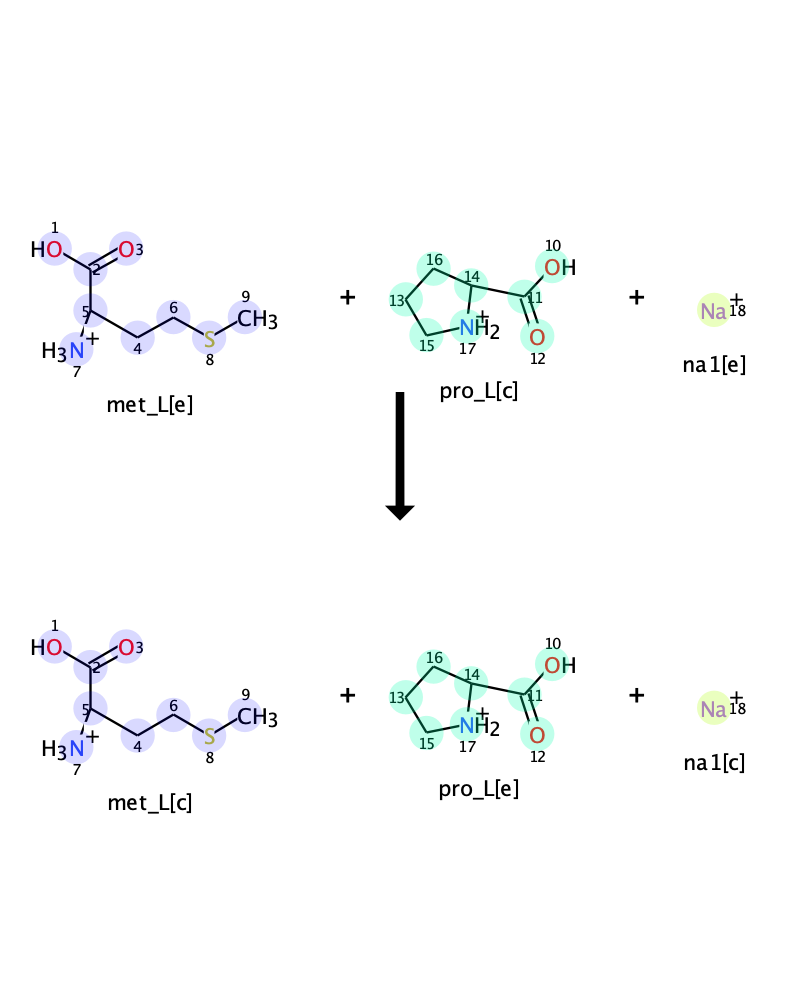 1
HO O3
2
5
H3N +
7
4
6
S
8
9
CH3
met_L[e]
+
16
14
13
15
NH2 +
17
11
10
OH
O
12
pro_L[c]
+
Na + 18
na1[e]
1
HO O3
2
5
H3N +
7
4
6
S
8
9
CH3
met_L[c]
+
16
14
13
15
NH2 +
17
11
10
OH
O
12
pro_L[e]
+
Na + 18
na1[c]